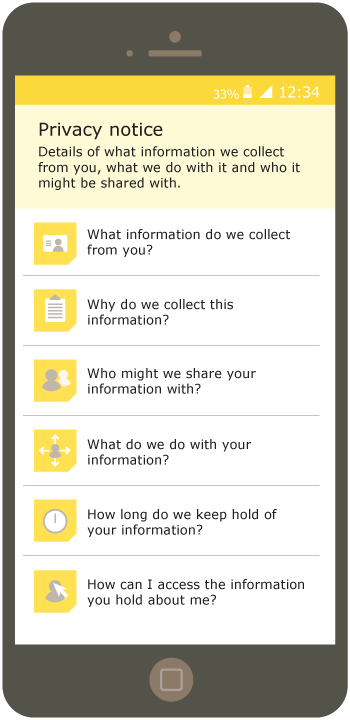 33% 12:34
Privacy notice
Details of what information we collect
from you, what we do with it and who it
might be shared with.
What information do we collect
from you?
Why do we collect this
information?
Who might we share your
information with?
What do we do with your
information?
How long do we keep hold of
your information?
How can I access the information
you hold about me?